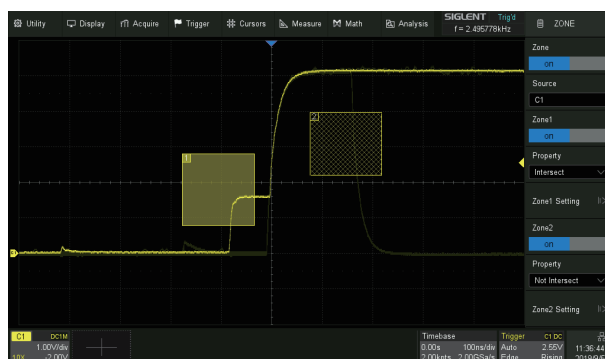 Utility Display Acquire Trigger Cursors Measure Math Analysis SIGLENT Trig'd ZONE
f = 2.495778kHz
Zone
on
Source
C1
Zone1
on
Property
Intersect
Zone1 Setting
Zone2
on
Property
Not Intersect
Zone2 Setting
1
2
C1 DC1M
1.00V/div
10X -2.00V
Timebase
0.00s 100ns/div
2.00kpts 2.00GSa/s
Trigger C1 DC
Auto 2.55V
Edge Rising
11:36:44